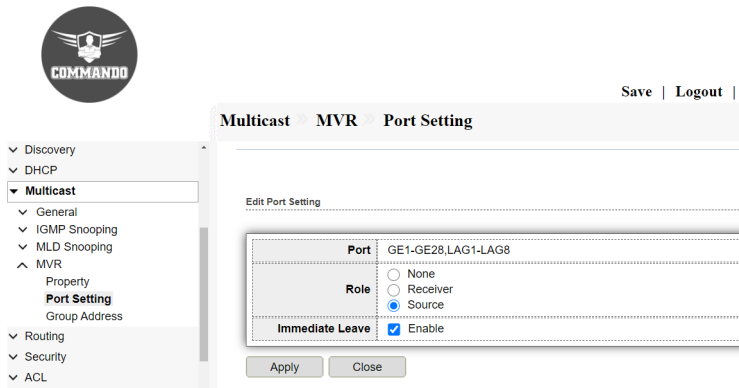 COMMANDO
Save | Logout |
Multicast » MVR » Port Setting
Discovery
DHCP
Multicast
General
IGMP Snooping
MLD Snooping
MVR
Property
Port Setting
Group Address
Routing
Security
ACL
Edit Port Setting
Port GE1-GE28,LAG1-LAG8
Role
None
Receiver
Source
Immediate Leave Enable
Apply Close